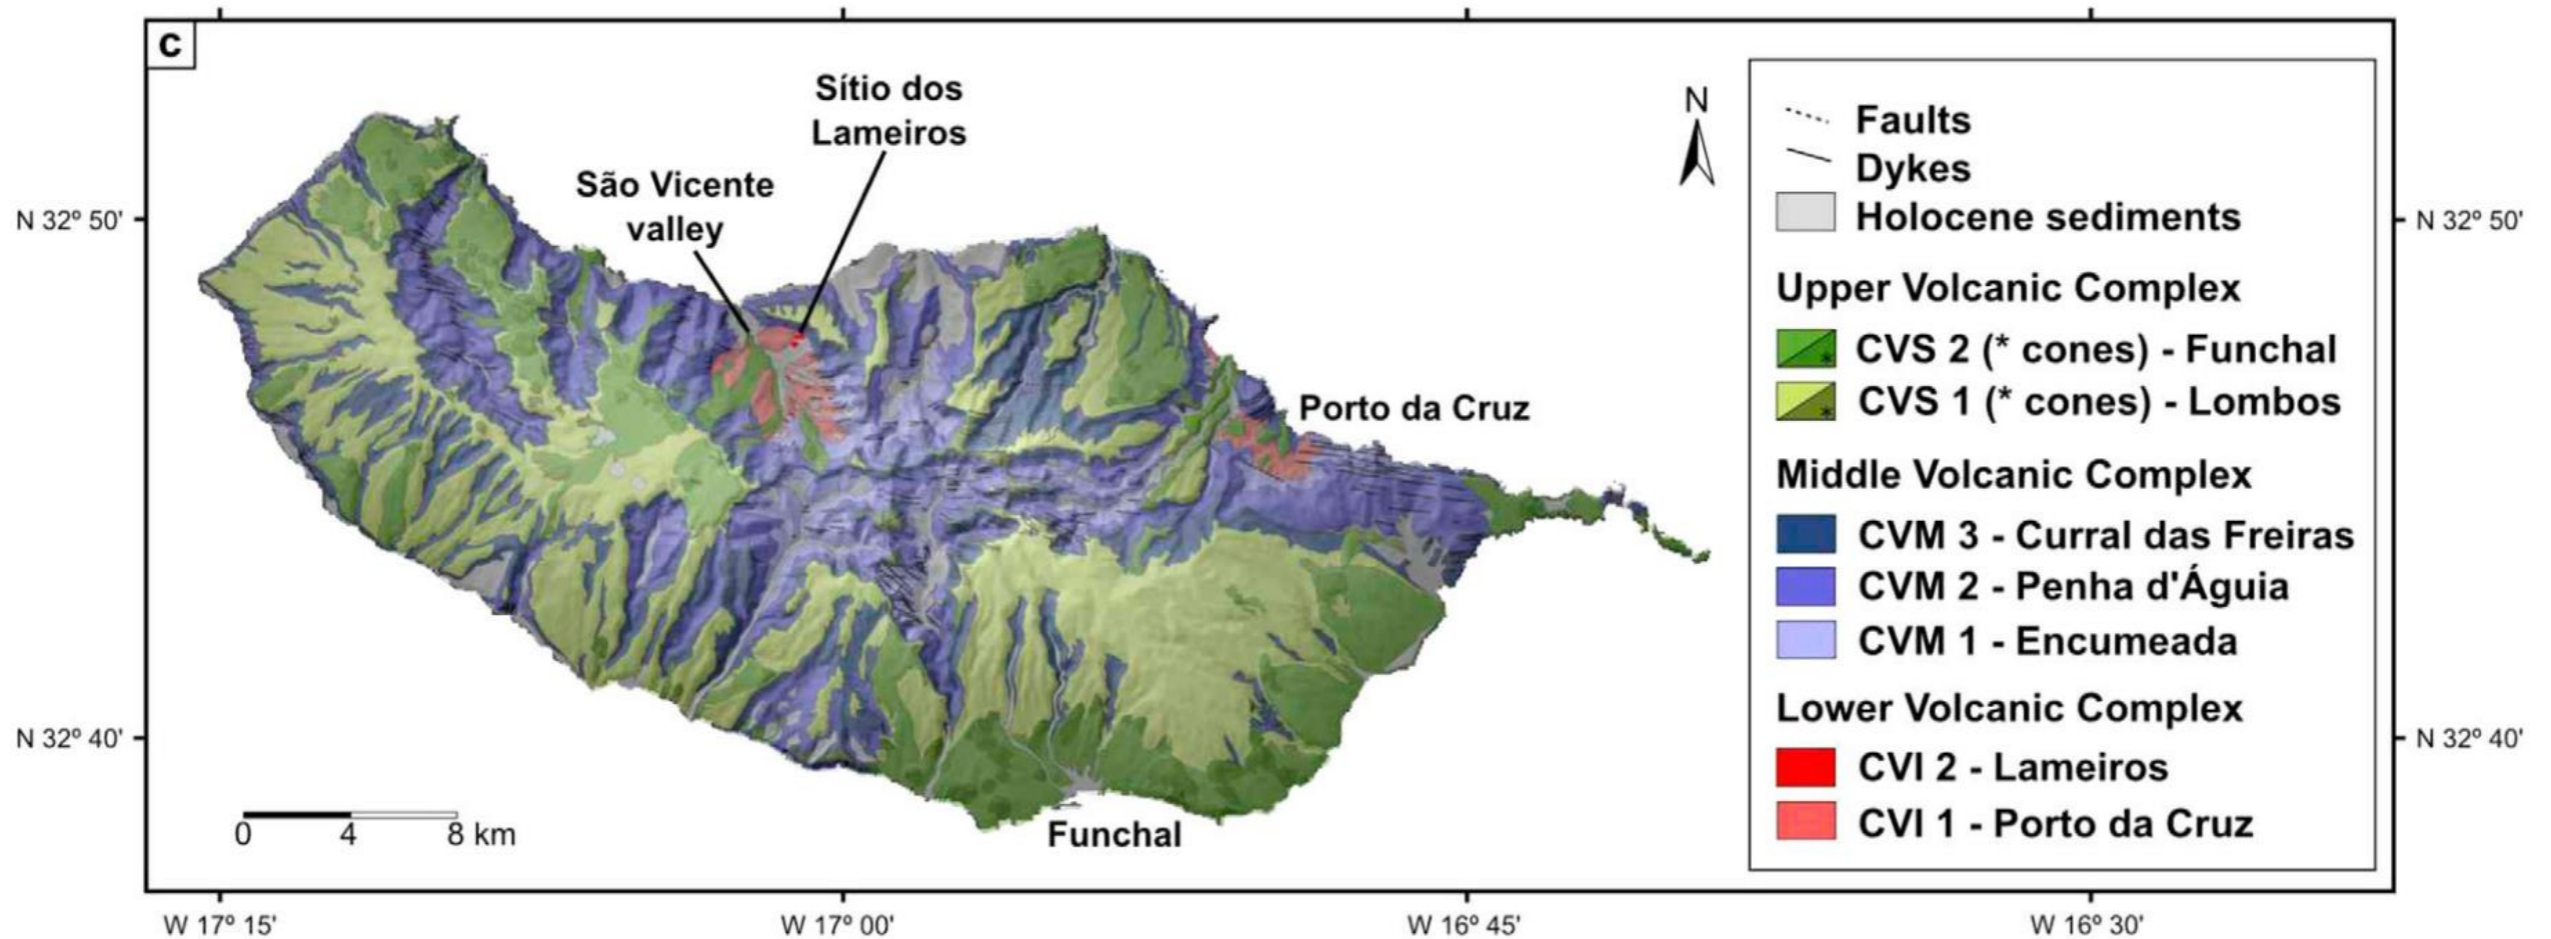 c
Sítio dos
Lameiros
São Vicente
valley
N
N 32º 50'
N 32º 50'
Porto da Cruz
N 32º 40'
N 32º 40'
0 4 8 km
Funchal
W 17º 15'
W 17º 00'
W 16º 45'
W 16º 30'
Faults
Dykes
Holocene sediments
Upper Volcanic Complex
CVS 2 (* cones) - Funchal
CVS 1 (* cones) - Lombos
Middle Volcanic Complex
CVM 3 - Curral das Freiras
CVM 2 - Penha d'Águia
CVM 1 - Encumeada
Lower Volcanic Complex
CVI 2 - Lameiros
CVI 1 - Porto da Cruz